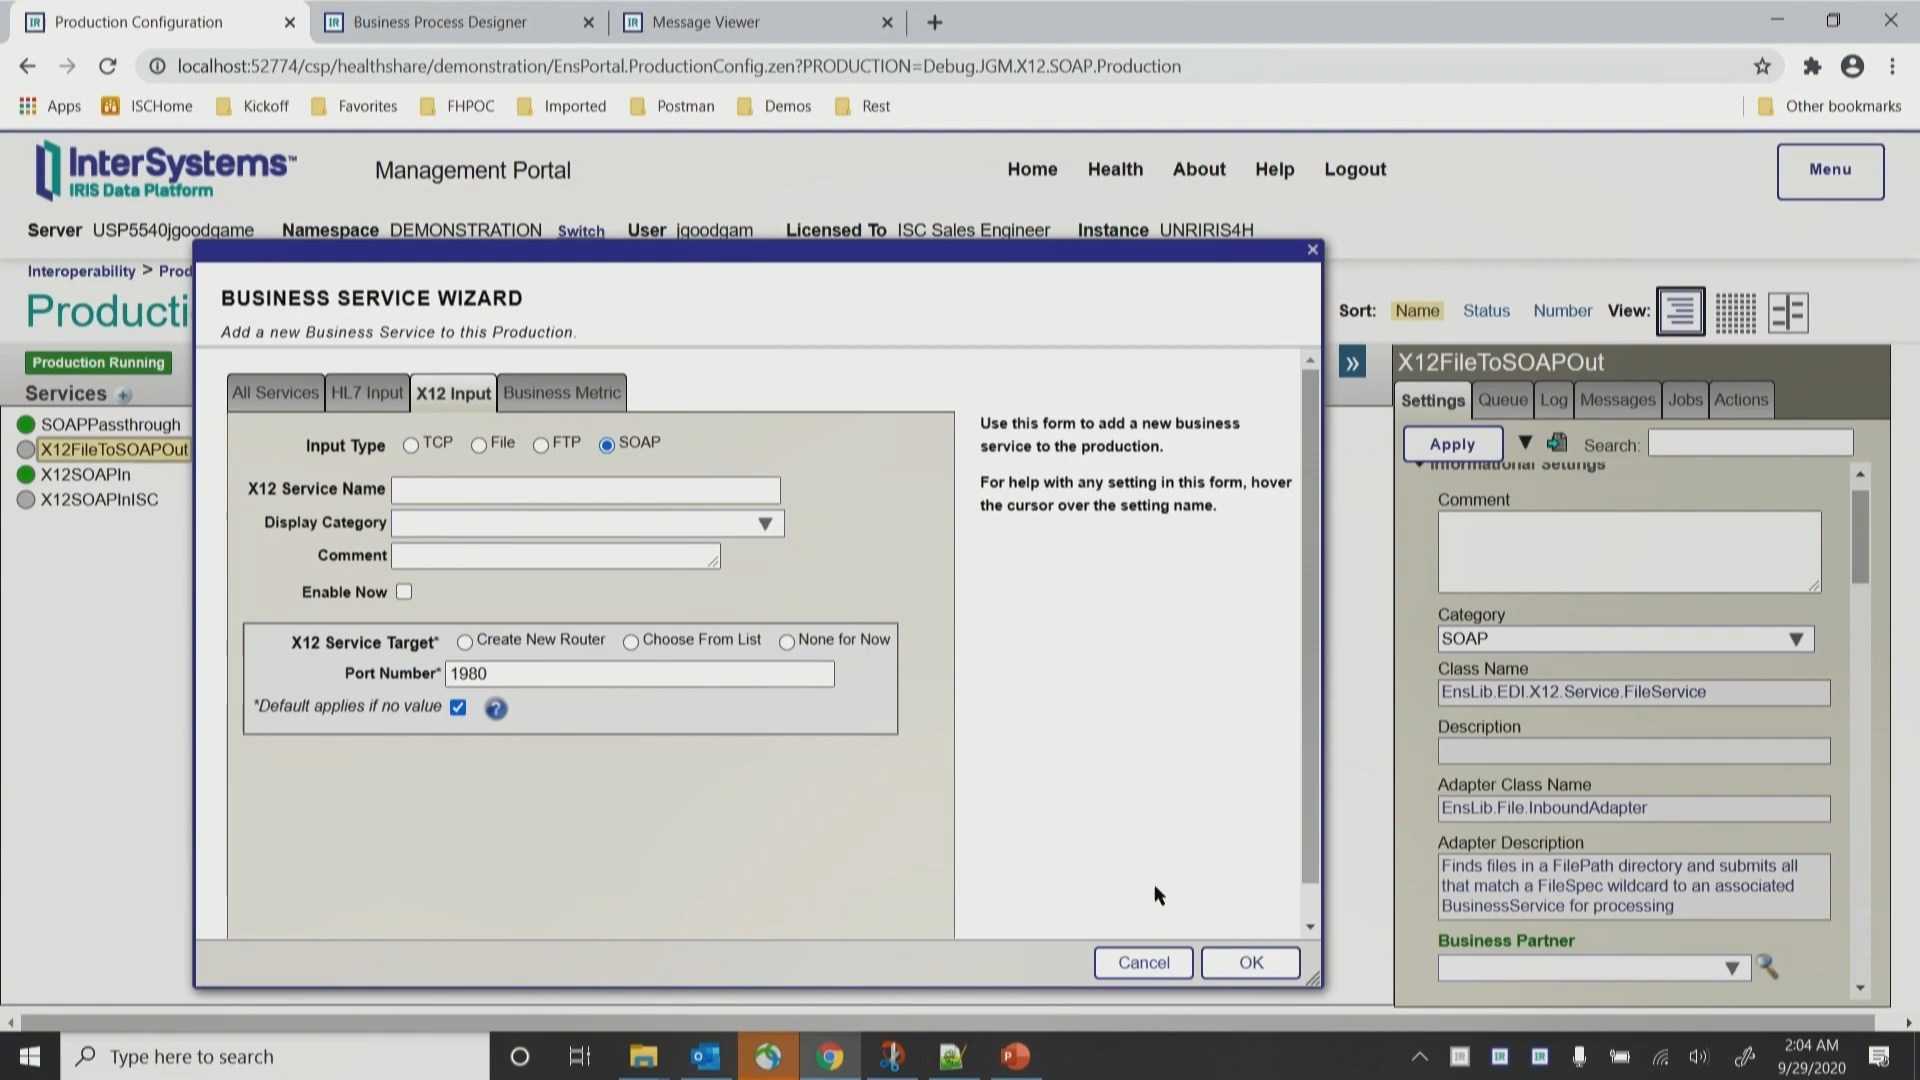 Production Configuration
Business Process Designer
Message Viewer
localhost:52774/csp/healthshare/demonstration/EnsPortal.ProductionConfig.zen?PRODUCTION=Debug.JGM.X12.SOAP.Production
Apps ISCHome Kickoff Favorites FHPOC Imported Postman Demos Rest Other bookmarks
InterSystems™
IRIS Data Platform
Management Portal
Home Health About Help Logout
Menu
Server USP5540jgoodgame Namespace DEMONSTRATION Switch User jgoodgam Licensed To ISC Sales Engineer Instance UNRIRIS4H
Interoperability > Prod
Producti
Sort: Name Status Number View:
Production Running
Services
SOAPPassthrough
X12FileToSOAPOut
X12SOAPIn
X12SOAPInISC
BUSINESS SERVICE WIZARD
Add a new Business Service to this Production.
All Services HL7 Input X12 Input Business Metric
Input Type TCP File FTP SOAP
X12 Service Name
Display Category
Comment
Enable Now
X12 Service Target* Create New Router Choose From List None for Now
Port Number* 1980
*Default applies if no value
Use this form to add a new business
service to the production.
For help with any setting in this form, hover
the cursor over the setting name.
Cancel OK
X12FileToSOAPOut
Settings Queue Log Messages Jobs Actions
Apply Search:
Informational Settings
Comment
Category
SOAP
Class Name
EnsLib.EDI.X12.Service.FileService
Description
Adapter Class Name
EnsLib.File.InboundAdapter
Adapter Description
Finds files in a FilePath directory and submits all
that match a FileSpec wildcard to an associated
BusinessService for processing
Business Partner
Type here to search
2:04 AM
9/29/2020